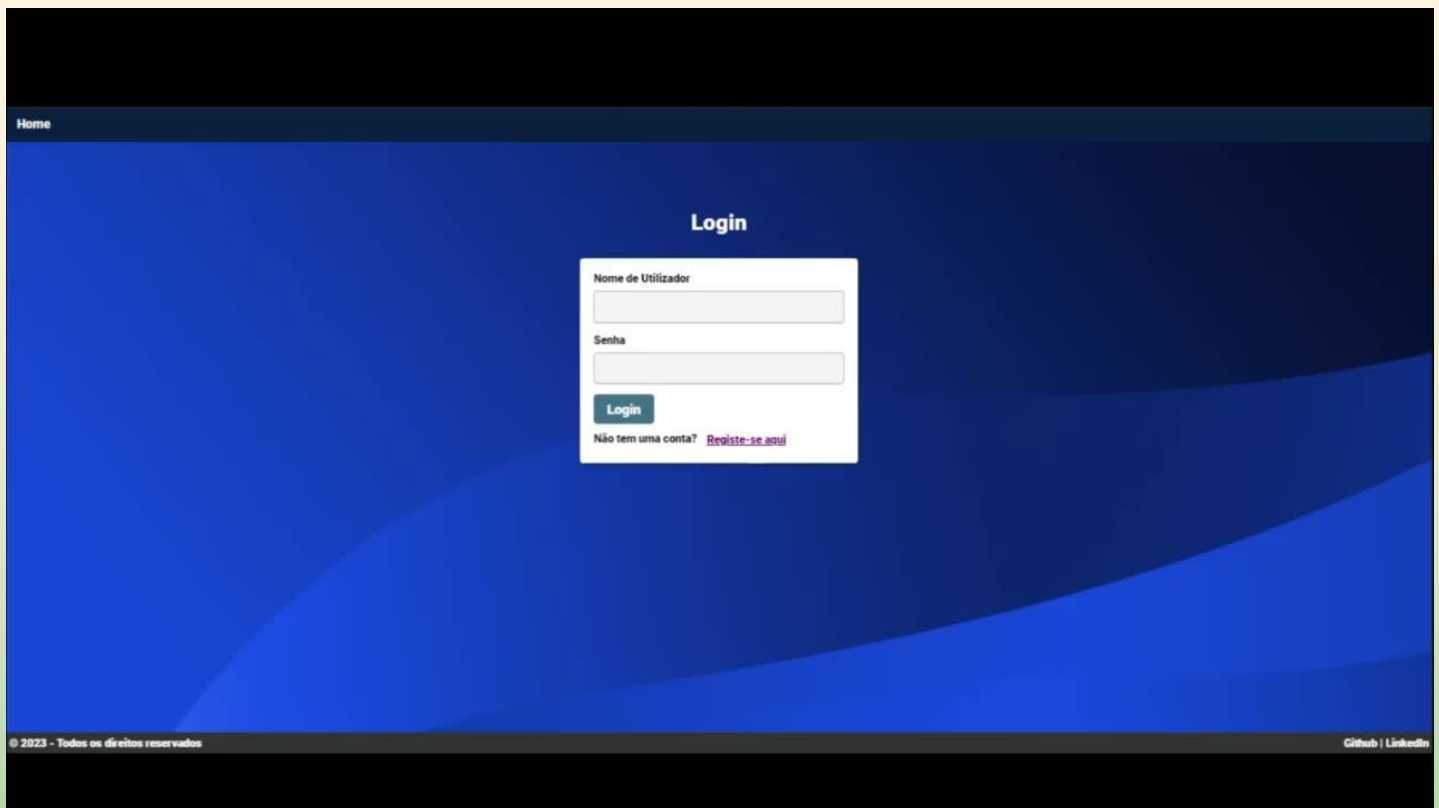 Home
Login
Nome de Utilizador
Senha
Login
Não tem uma conta? Registe-se aqui
© 2023 - Todos os direitos reservados
Github | LinkedIn